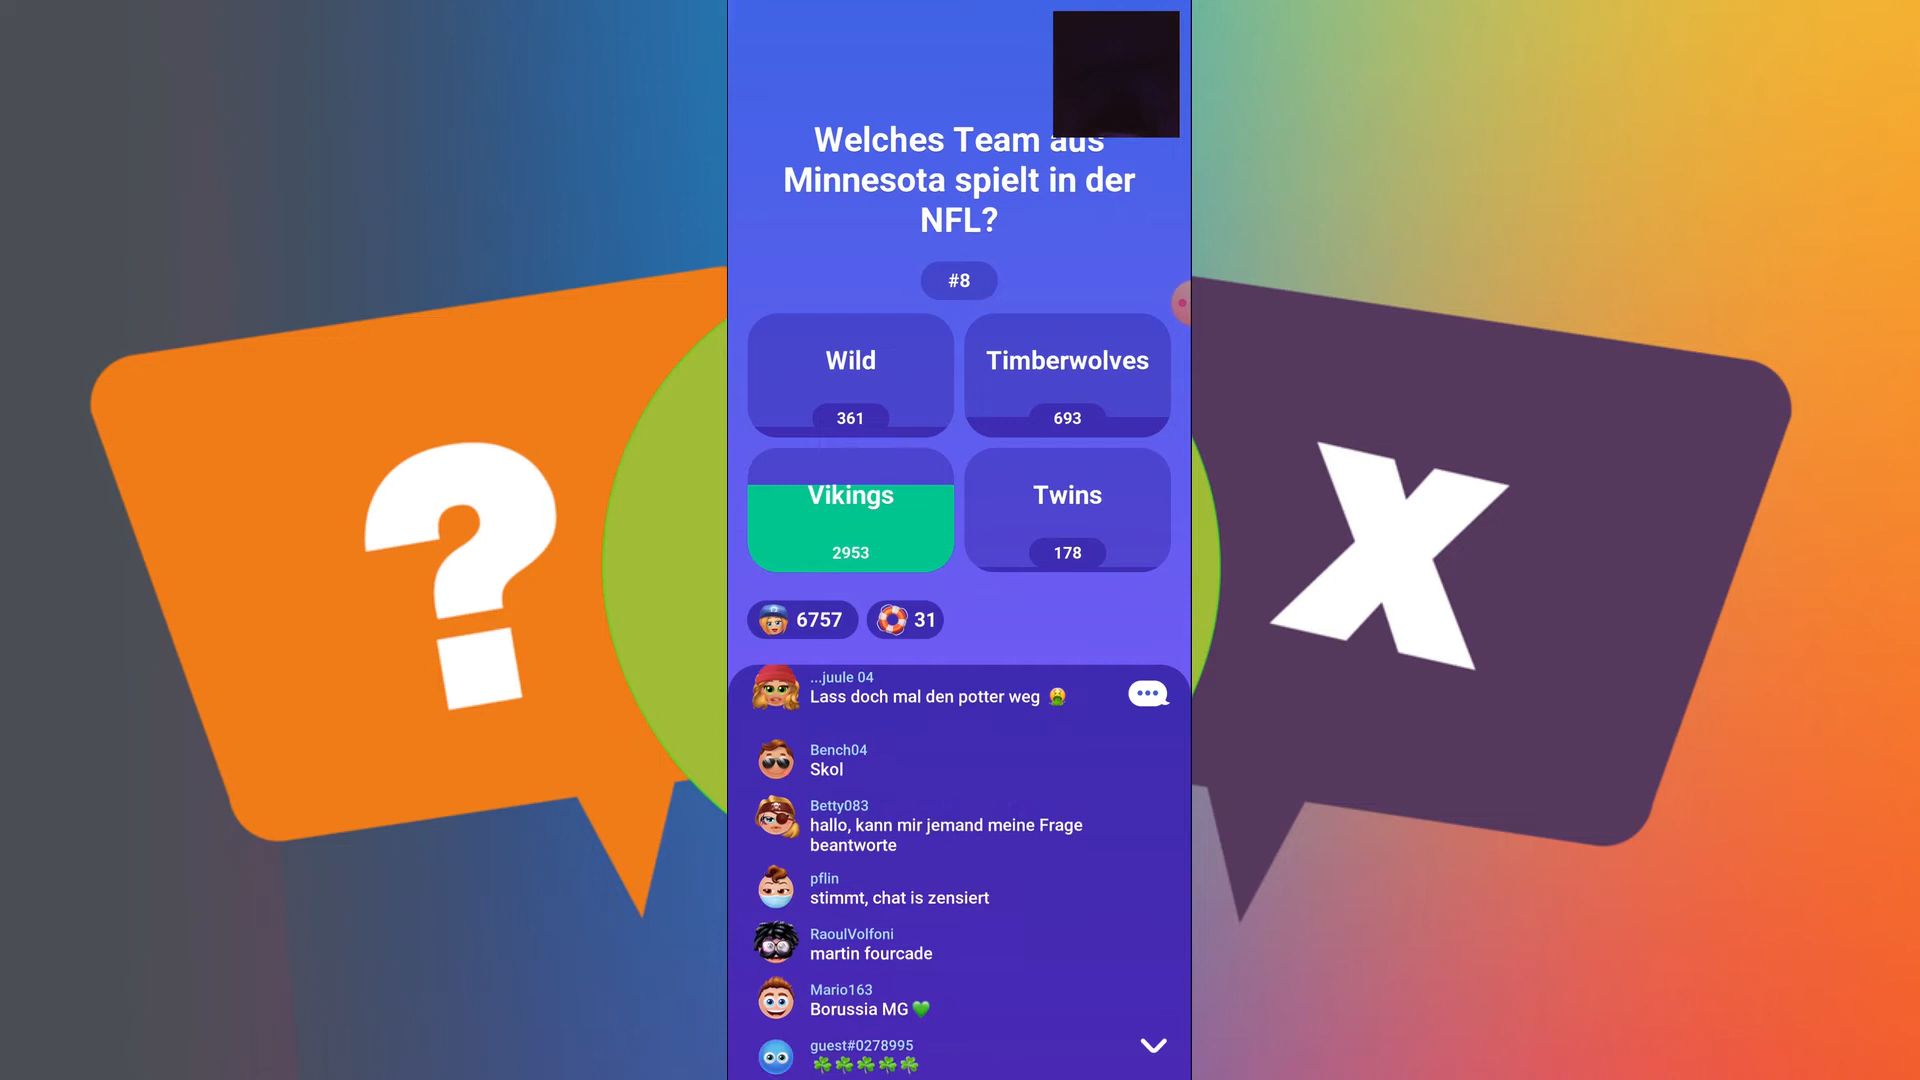 Welches Team aus
Minnesota spielt in der
NFL?
#8
Wild
361
Timberwolves
693
Vikings
2953
Twins
178
6757
31
...juule 04
Lass doch mal den potter weg 🤮
Bench04
Skol
Betty083
hallo, kann mir jemand meine Frage
beantworte
pflin
stimmt, chat is zensiert
RaoulVolfoni
martin fourcade
Mario163
Borussia MG 💚
guest#0278995
☘️☘️☘️☘️☘️
?
X